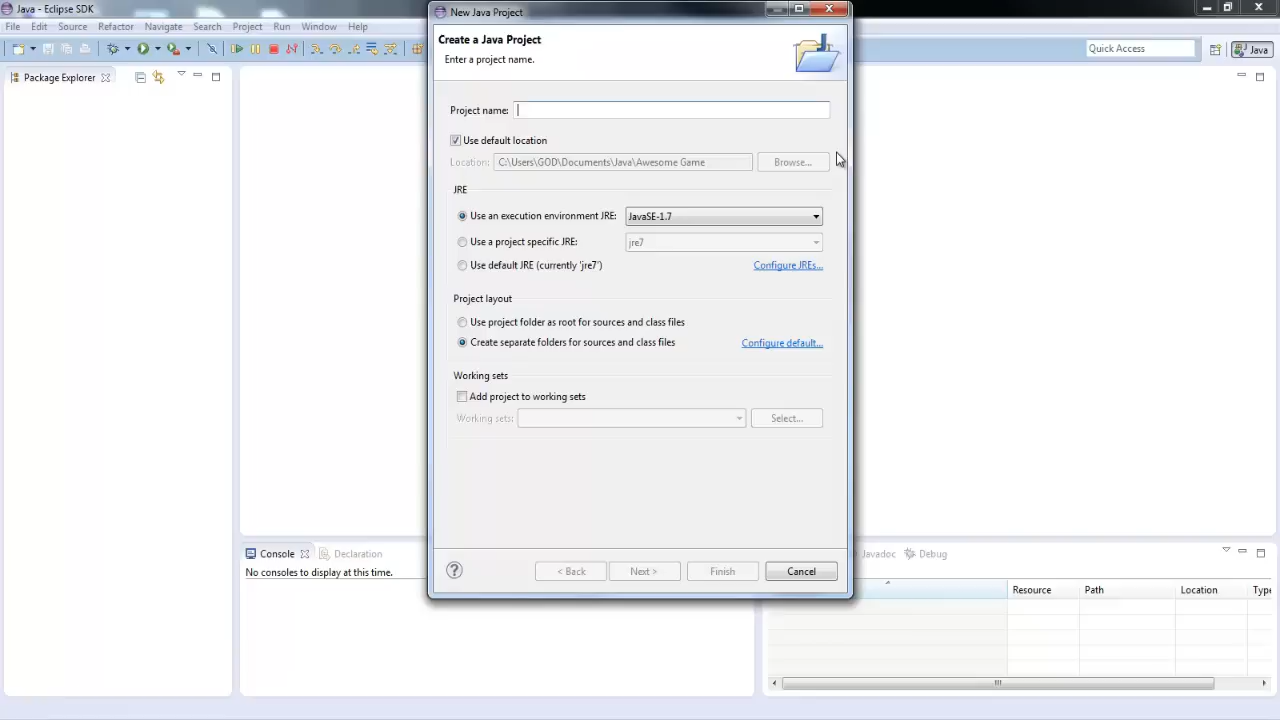 Java - Eclipse SDK
File Edit Source Refactor Navigate Search Project Run Window Help
Quick Access
Java
Package Explorer
New Java Project
Create a Java Project
Enter a project name.
Project name:
Use default location
Location: C:\Users\GOD\Documents\Java\Awesome Game Browse...
JRE
Use an execution environment JRE: JavaSE-1.7
Use a project specific JRE: jre7
Use default JRE (currently 'jre7') Configure JREs...
Project layout
Use project folder as root for sources and class files
Create separate folders for sources and class files Configure default...
Working sets
Add project to working sets
Working sets: Select...
< Back Next > Finish Cancel
Console Declaration
No consoles to display at this time.
Javadoc Debug
Resource Path Location Type